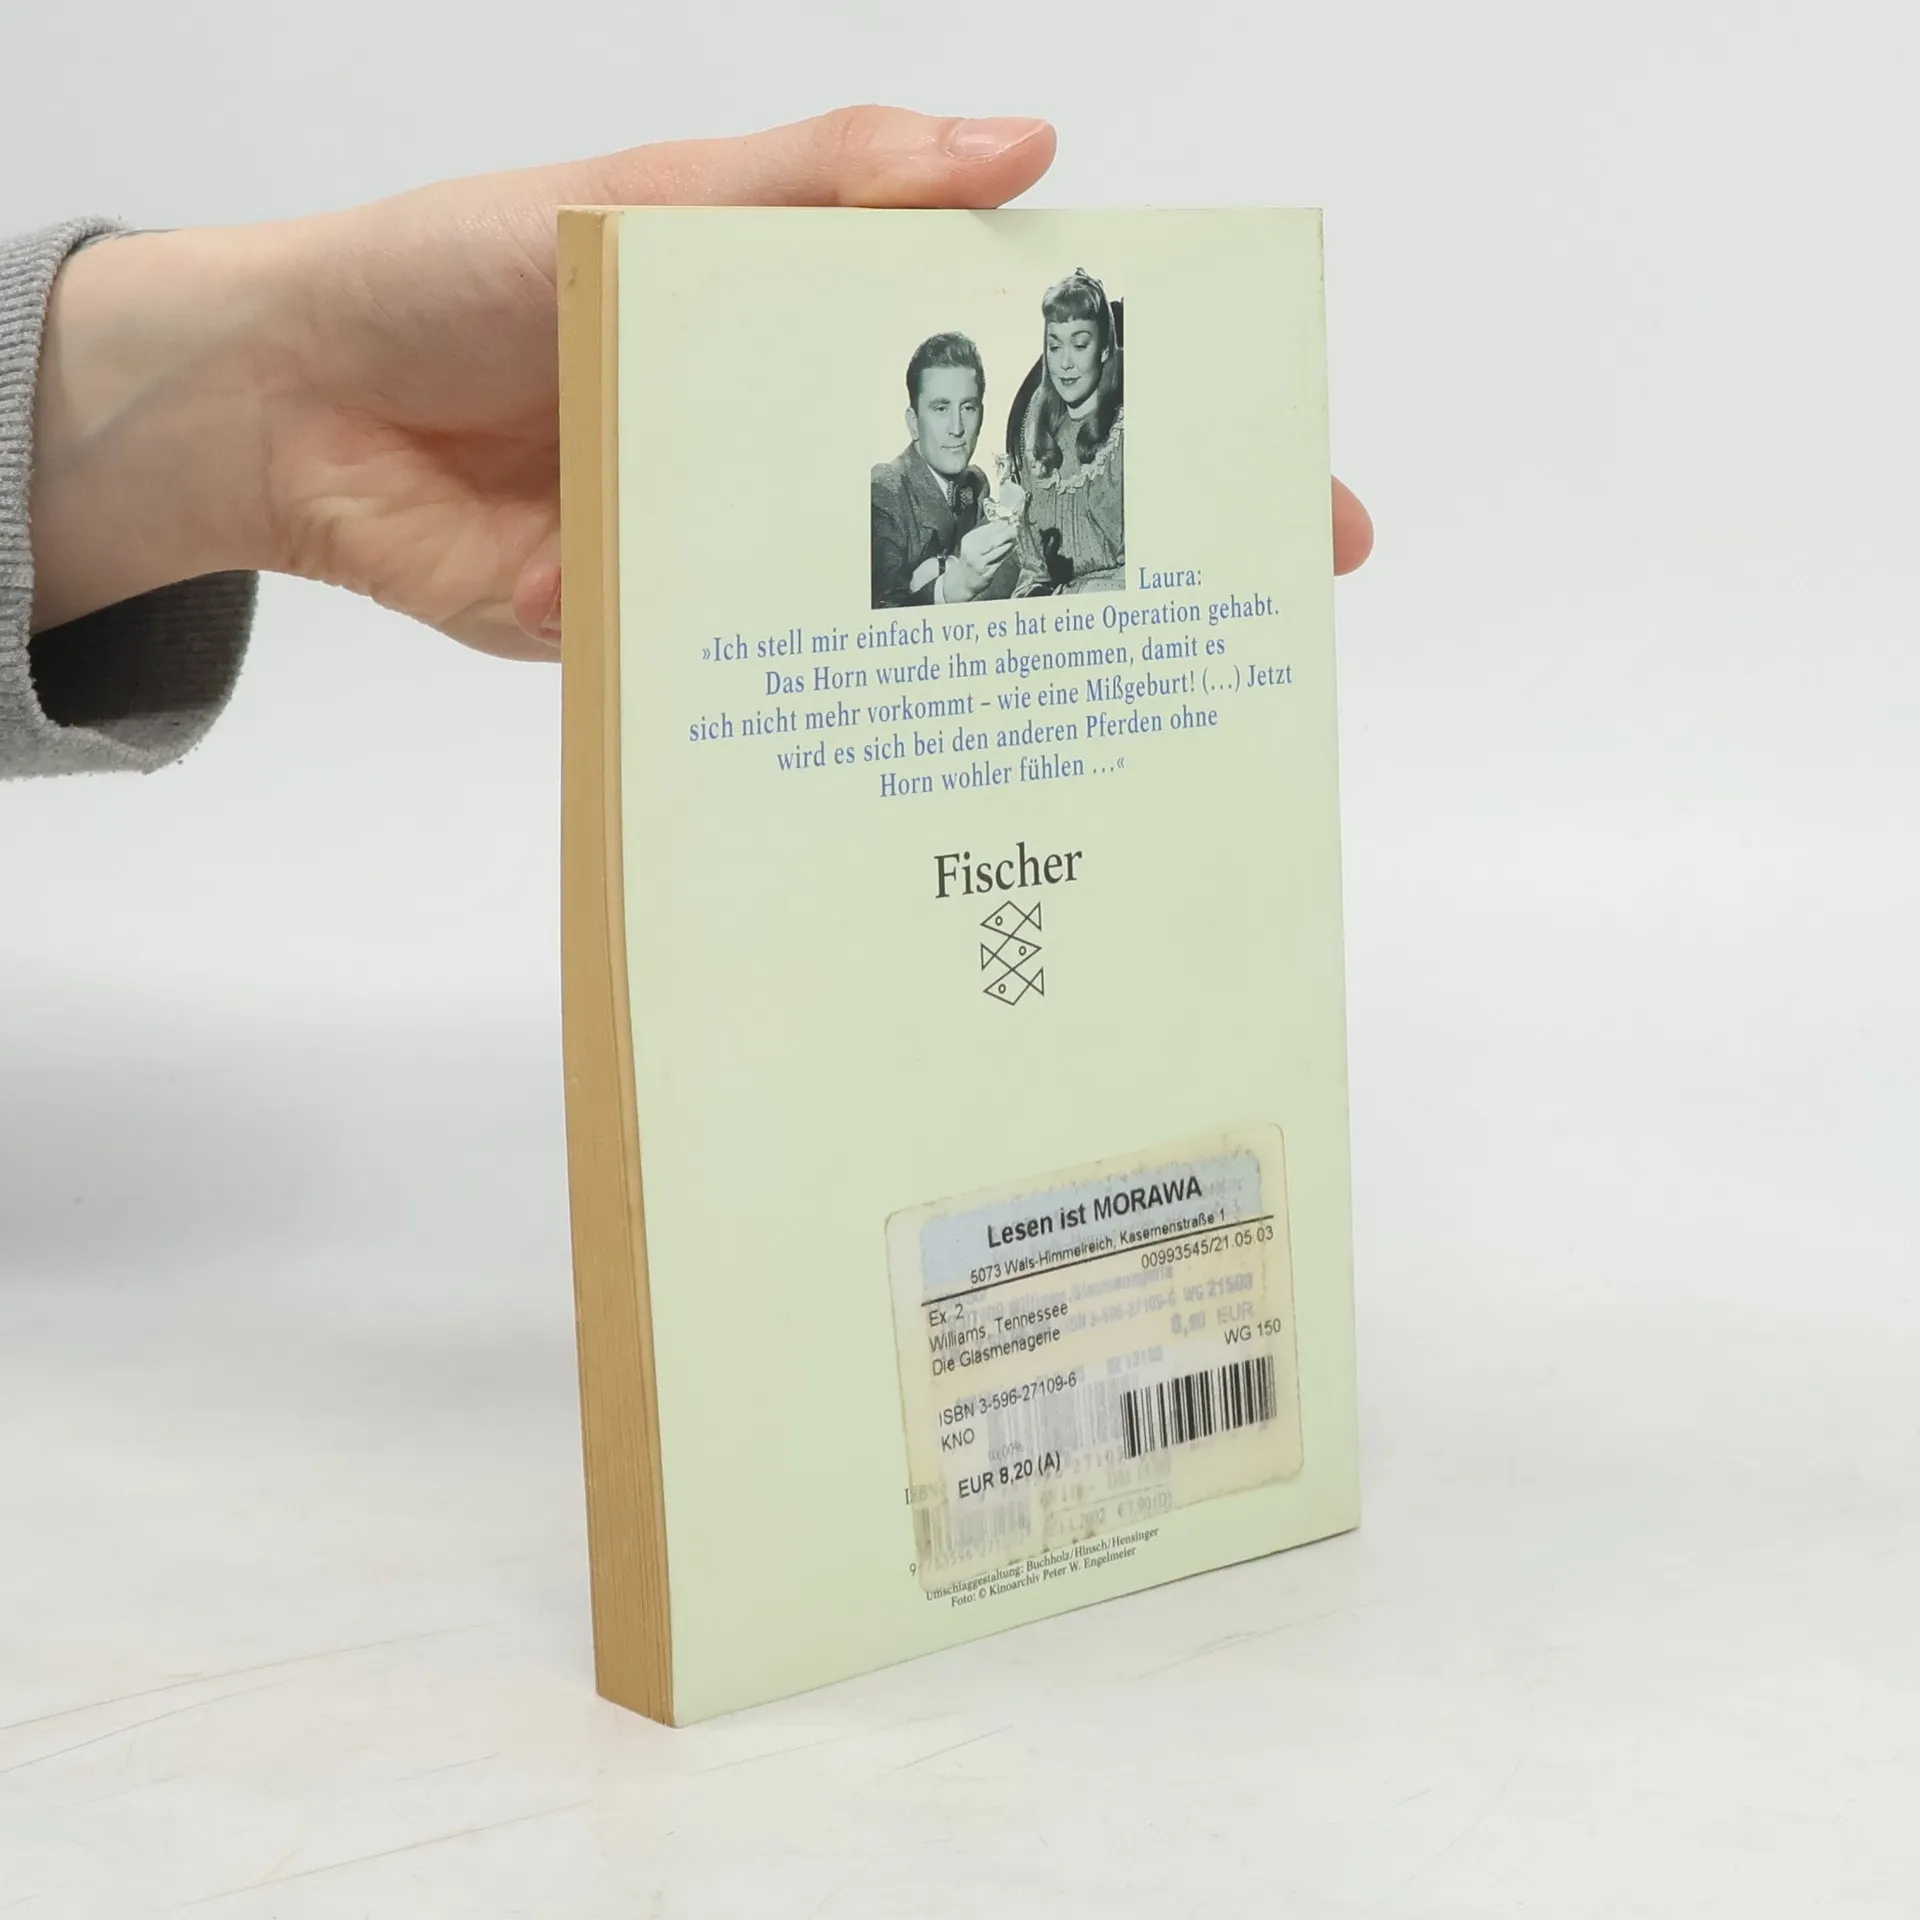 Laura:
»Ich stell mir einfach vor, es hat eine Operation gehabt.
Das Horn wurde ihm abgenommen, damit es
sich nicht mehr vorkommt – wie eine Mißgeburt! (…) Jetzt
wird es sich bei den anderen Pferden ohne
Horn wohler fühlen …«
Fischer
Lesen ist MORAWA
5073 Wals-Himmelreich, Kasernenstraße 1
00993545/21.05.03
Ex. 2
Williams, Tennessee
Die Glasmenagerie
8,90 EUR
WG 150
ISBN 3-596-27109-6
KNO
EUR 8,20 (A)
Umschlaggestaltung: Buchholz/Hinsch/Hensinger
Foto: © Kinoarchiv Peter W. Engelmeier